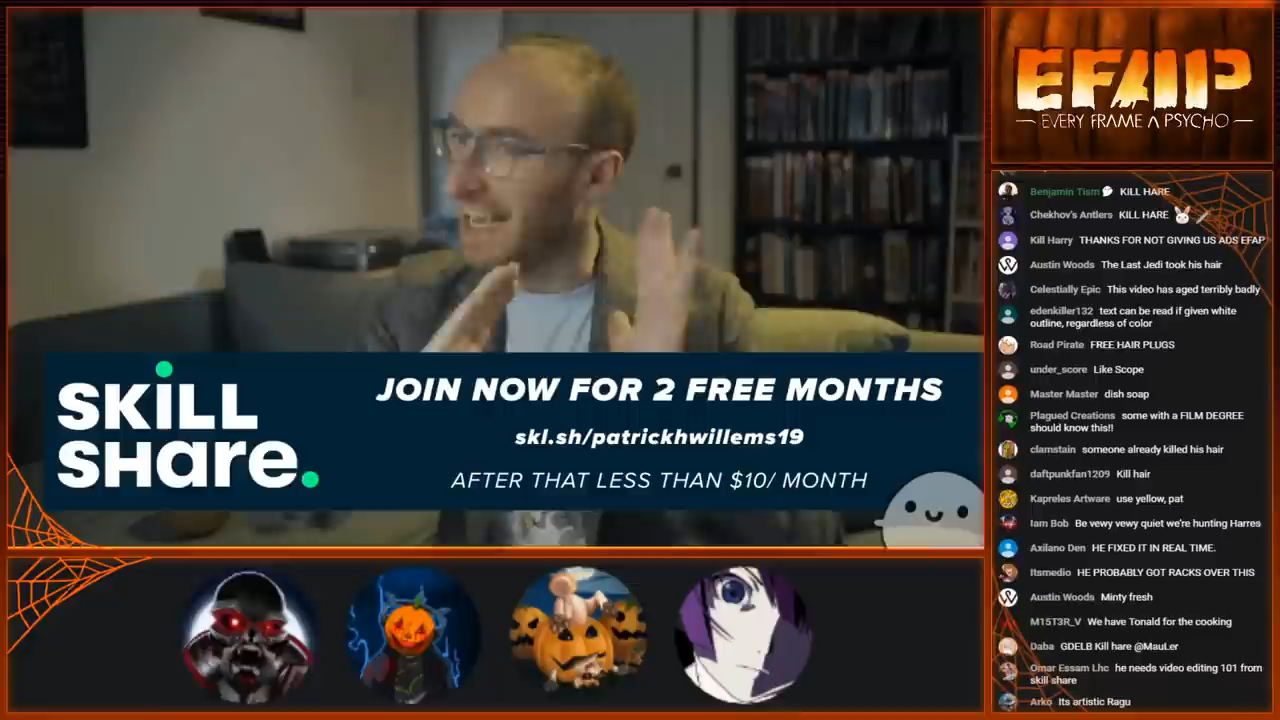 SKILL
SHare.
JOIN NOW FOR 2 FREE MONTHS
skl.sh/patrickhwillems19
AFTER THAT LESS THAN $10/ MONTH
EFAP
EVERY FRAME A PSYCHO
Benjamin Tism KILL HARE
Chekhov's Antlers KILL HARE
Kill Harry THANKS FOR NOT GIVING US ADS EFAP
Austin Woods The Last Jedi took his hair
Celestially Epic This video has aged terribly badly
edenkiller132 text can be read if given white
outline, regardless of color
Road Pirate FREE HAIR PLUGS
under_score Like Scope
Master Master dish soap
Plagued Creations some with a FILM DEGREE
should know this!!
clamstain someone already killed his hair
daftpunkfan1209 Kill hair
Kapreles Artware use yellow, pat
Iam Bob Be vewy vewy quiet we're hunting Harres
Axilano Den HE FIXED IT IN REAL TIME.
Itsmedio HE PROBABLY GOT RACKS OVER THIS
Austin Woods Minty fresh
M15T3R_V We have Tonald for the cooking
Daba GDELB Kill hare @MauLer
Omar Essam Lhc he needs video editing 101 from
skill share
Arko Its artistic Ragu